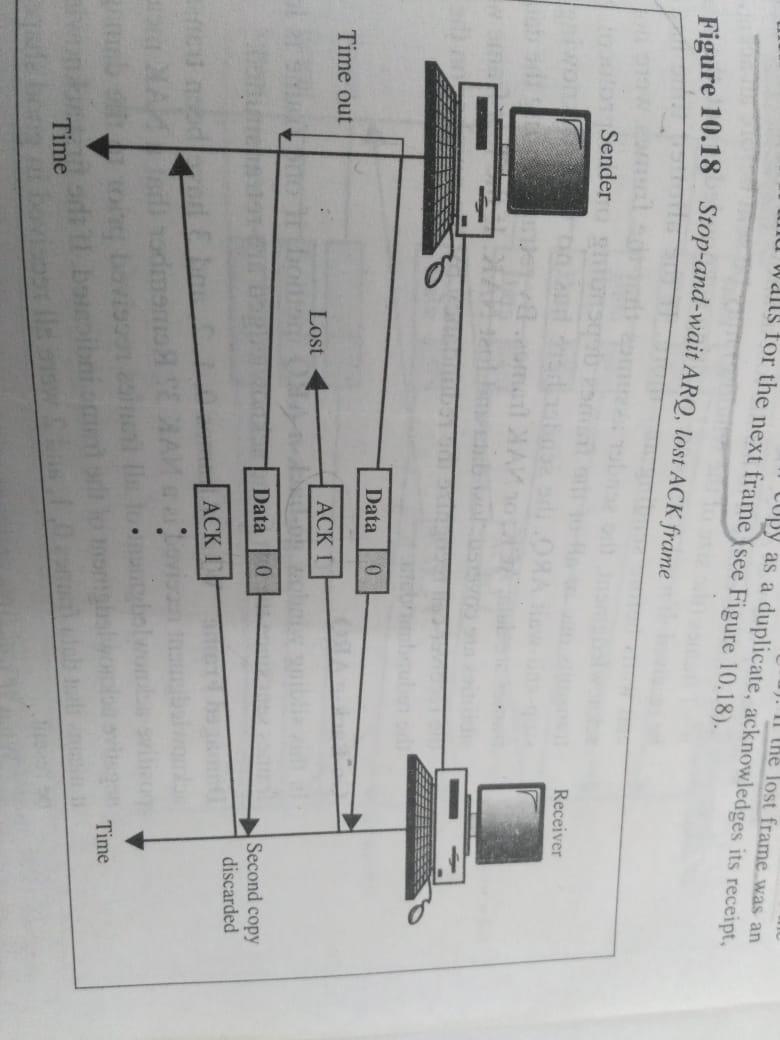 copy as a duplicate, acknowledges its receipt,
waits for the next frame (see Figure 10.18).
the lost frame was an
Figure 10.18 Stop-and-wait ARQ, lost ACK frame
Sender
Receiver
Time out
Data 0
ACK 1
Lost
Data 0
ACK 1
Second copy
discarded
Time
Time